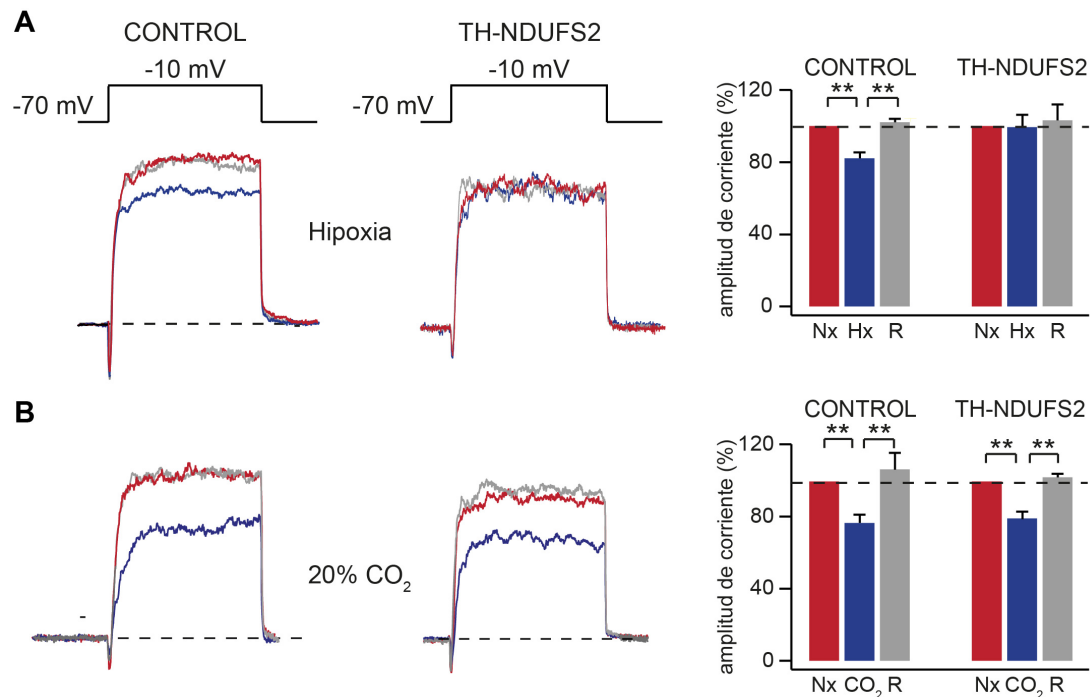 A
CONTROL
TH-NDUFS2
-10 mV
-10 mV
-70 mV
-70 mV
Hipoxia
amplitud de corriente (%)
120
80
40
0
CONTROL
TH-NDUFS2
** **
Nx Hx R
Nx Hx R
B
20% CO₂
-
amplitud de corriente (%)
120
80
40
0
CONTROL
TH-NDUFS2
** **
** **
Nx CO₂ R
Nx CO₂ R